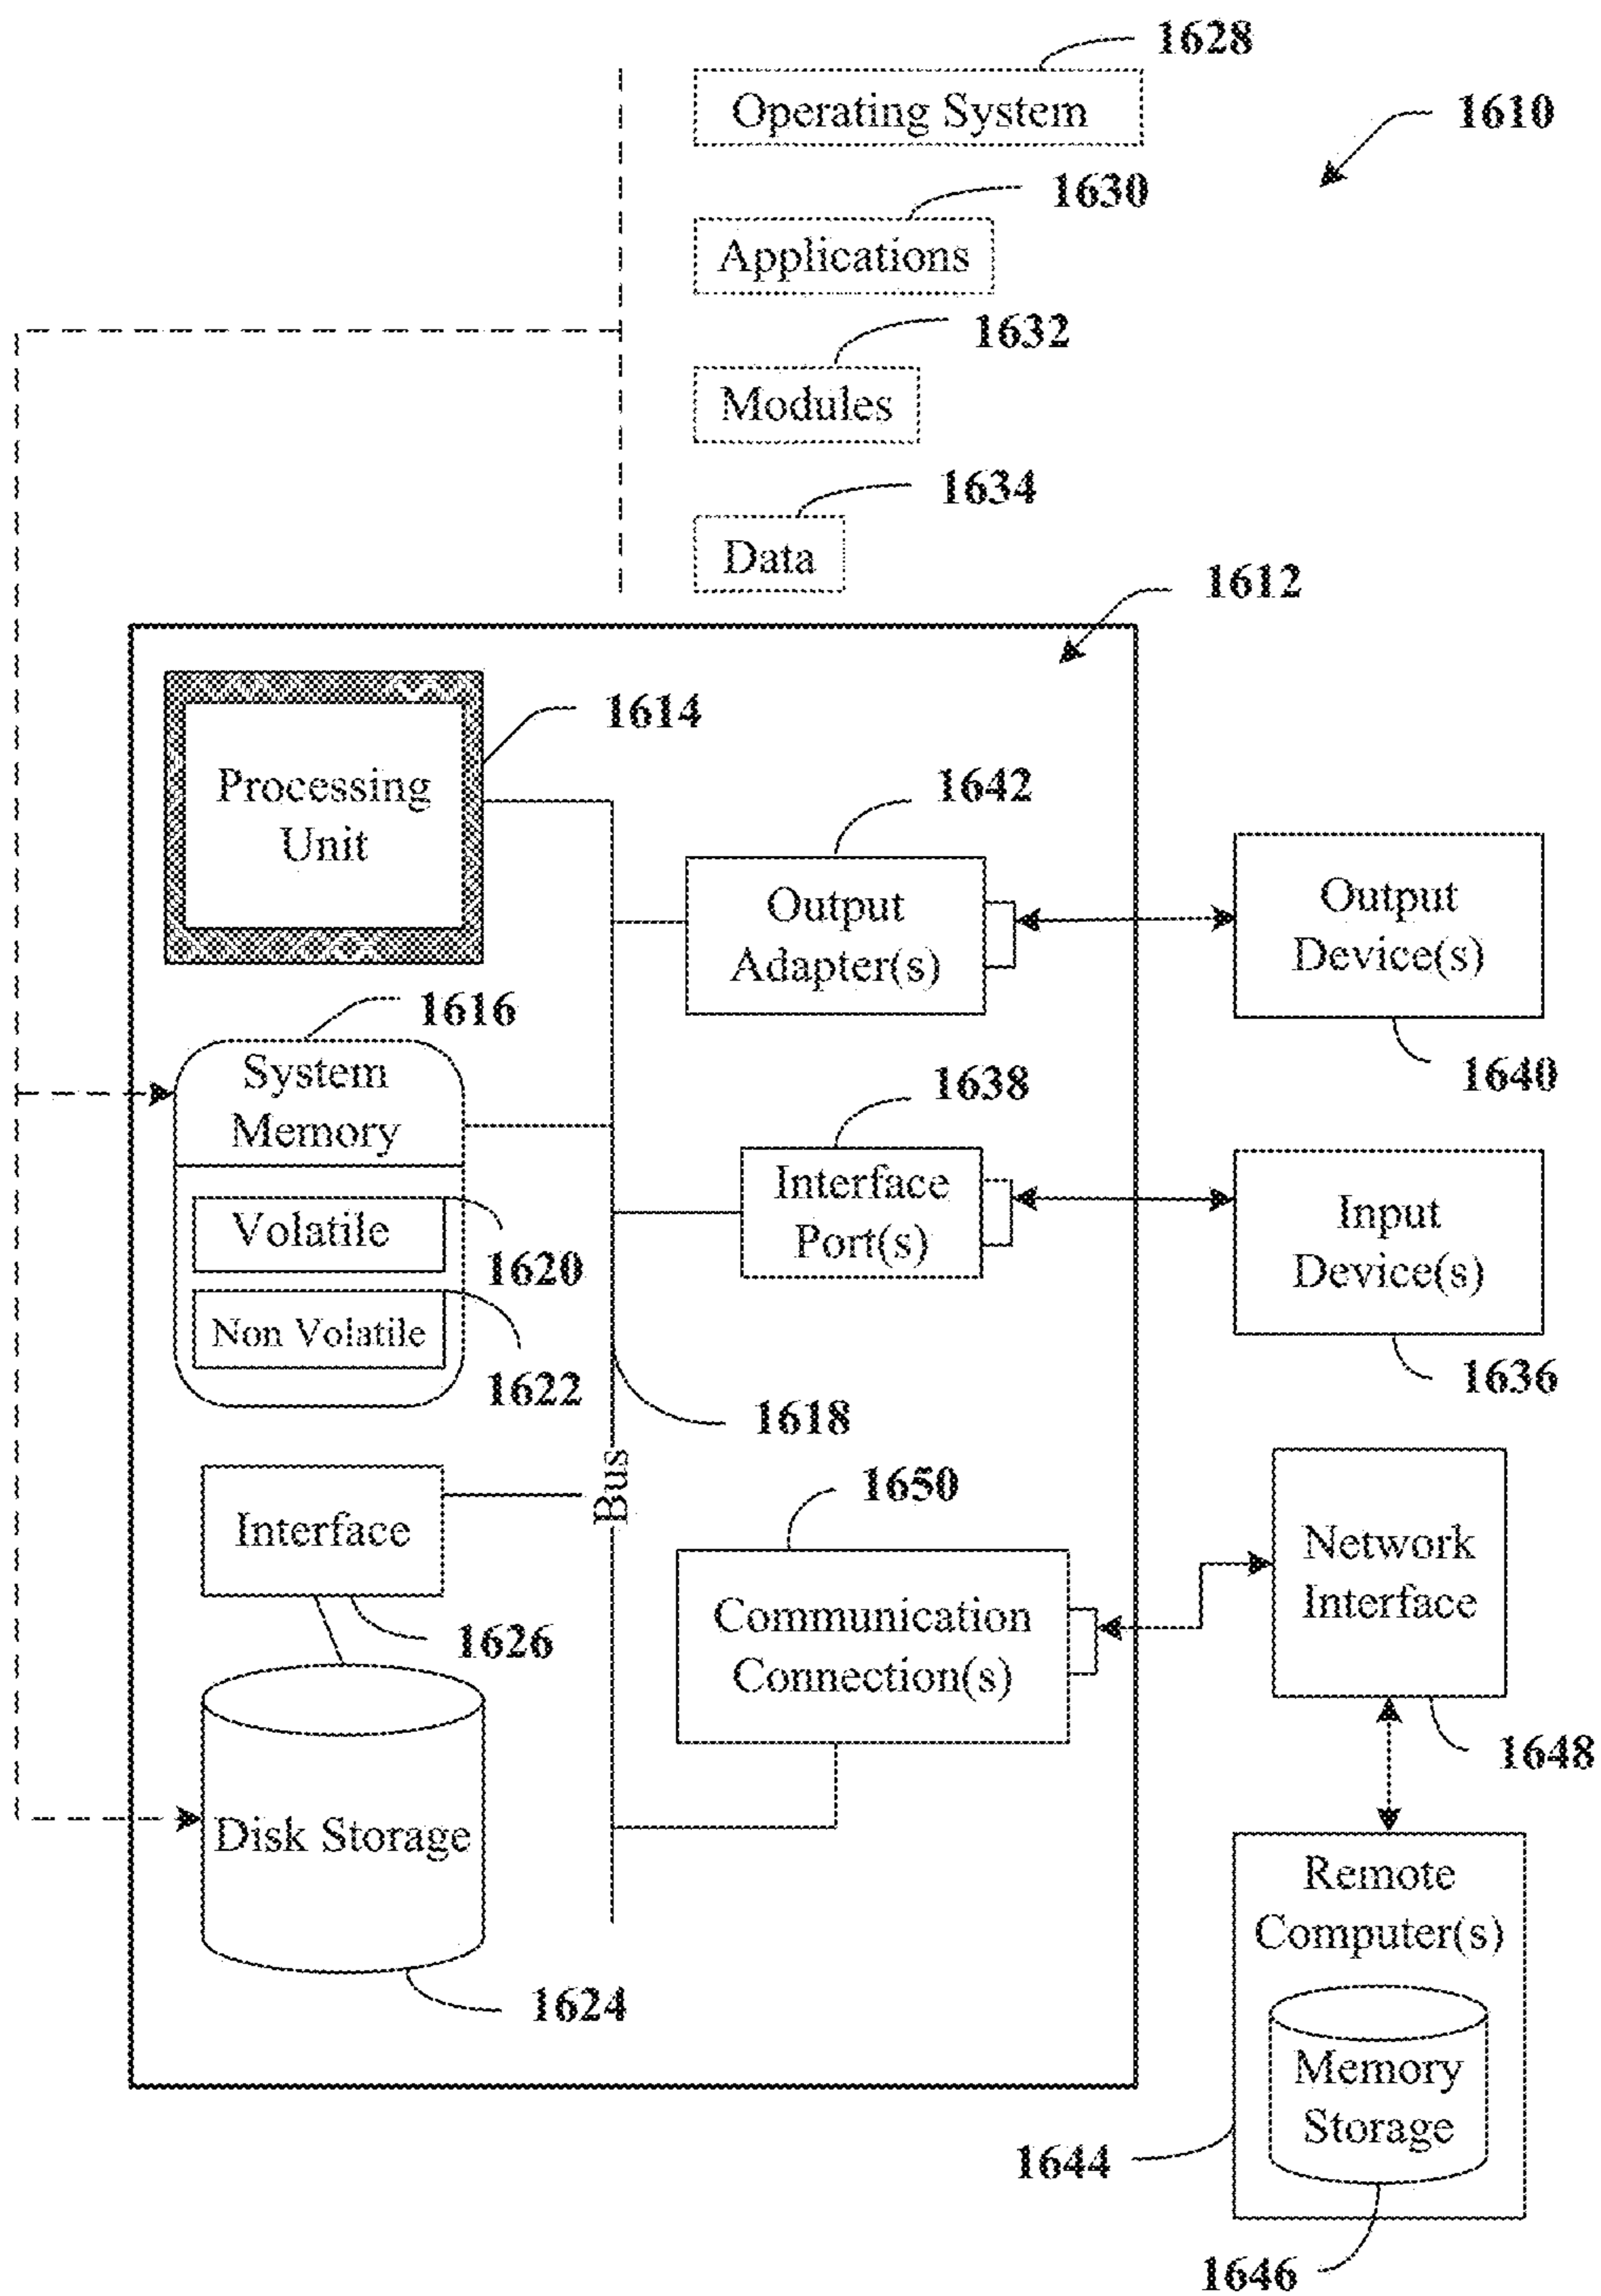 1628
Operating System
1610
1630
Applications
1632
Modules
1634
Data
1612
1614
Processing
Unit
1642
Output
Adapter(s)
Output
Device(s)
1640
1616
System
Memory
1638
Interface
Port(s)
Input
Device(s)
1636
Volatile
1620
Non Volatile
1622
1618
Bus
Interface
1626
1650
Communication
Connection(s)
Network
Interface
1648
Disk Storage
1624
Remote
Computer(s)
Memory
Storage
1644
1646